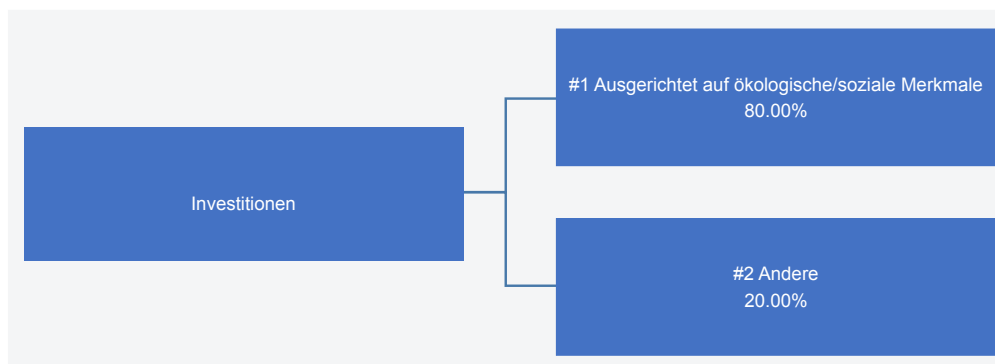 #1 Ausgerichtet auf ökologische/soziale Merkmale
80.00%
Investitionen
#2 Andere
20.00%